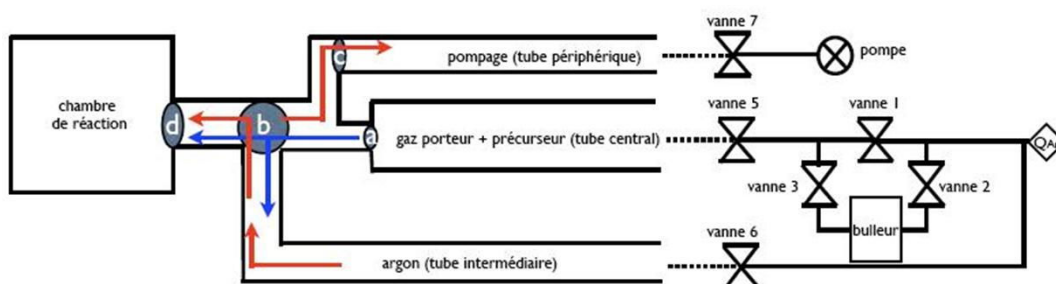 vanne 7
pompage (tube périphérique)
pompe
c
chambre
de réaction
d
b
a
gaz porteur + précurseur (tube central)
vanne 5
vanne 1
vanne 3
vanne 2
bulleur
vanne 6
argon (tube intermédiaire)